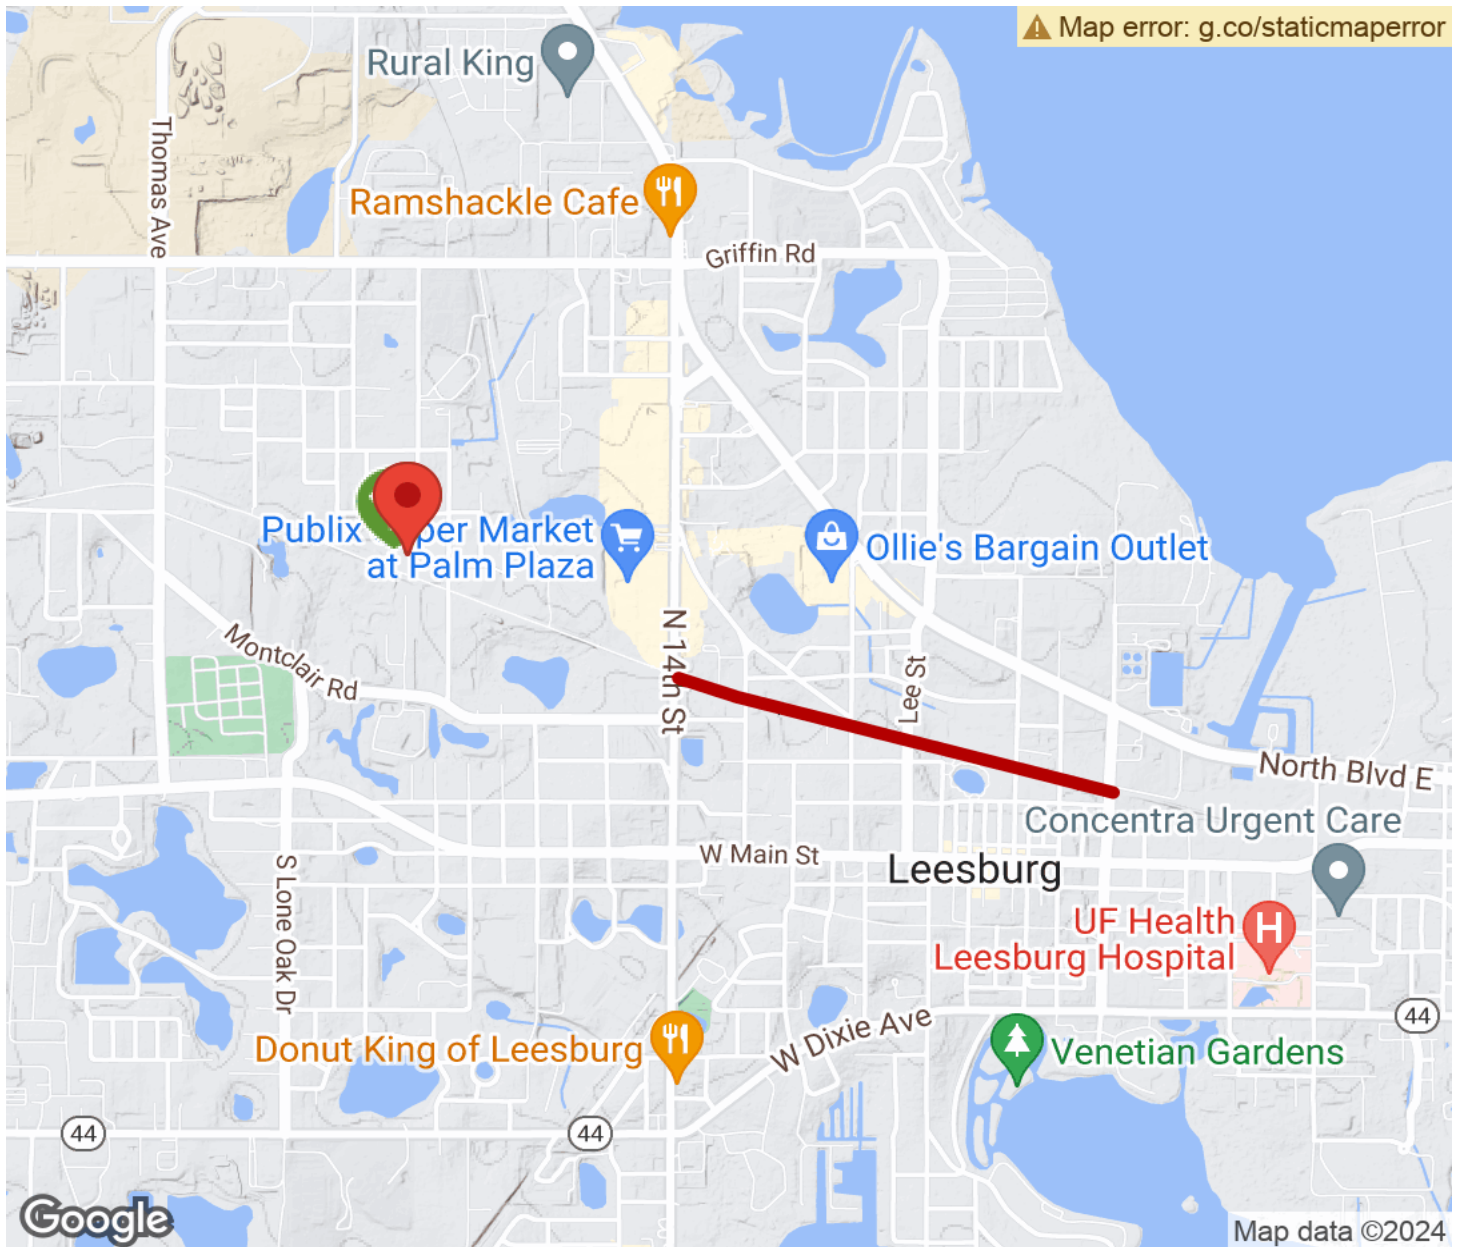 Map error: g.co/staticmaperror
Rural King
Thomas Ave
Ramshackle Cafe
Griffin Rd
Publix
per Market
at Palm Plaza
Ollie's Bargain Outlet
N 14th St
Montclair Rd
Lee St
North Blvd E
Concentra Urgent Care
W Main St
Leesburg
S Lone Oak Dr
UF Health
Leesburg Hospital
44
W Dixie Ave
Donut King of Leesburg
Venetian Gardens
44
44
Google
Map data ©2024